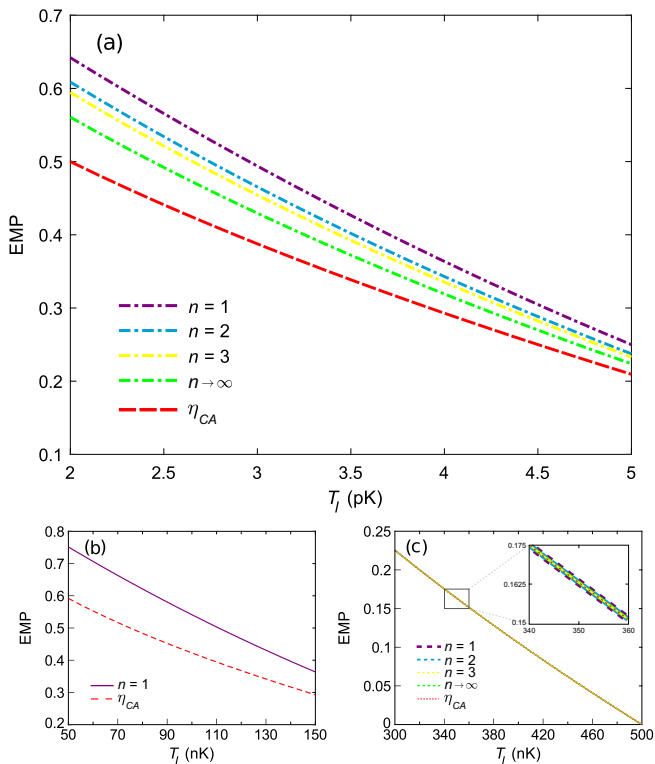 (a)
0.7
0.6
0.5
0.4
0.3
0.2
0.1
EMP
n = 1
n = 2
n = 3
n→∞
η_CA
2 2.5 3 3.5 4 4.5 5
T_l (pK)
(b)
0.8
0.7
0.6
0.5
0.4
0.3
0.2
EMP
n = 1
η_CA
50 70 90 110 130 150
T_l (nK)
(c)
0.25
0.2
0.15
0.1
0.05
0
EMP
0.175
0.1625
0.15
340 350 360
n = 1
n = 2
n = 3
n→∞
η_CA
300 340 380 420 460 500
T_l (nK)